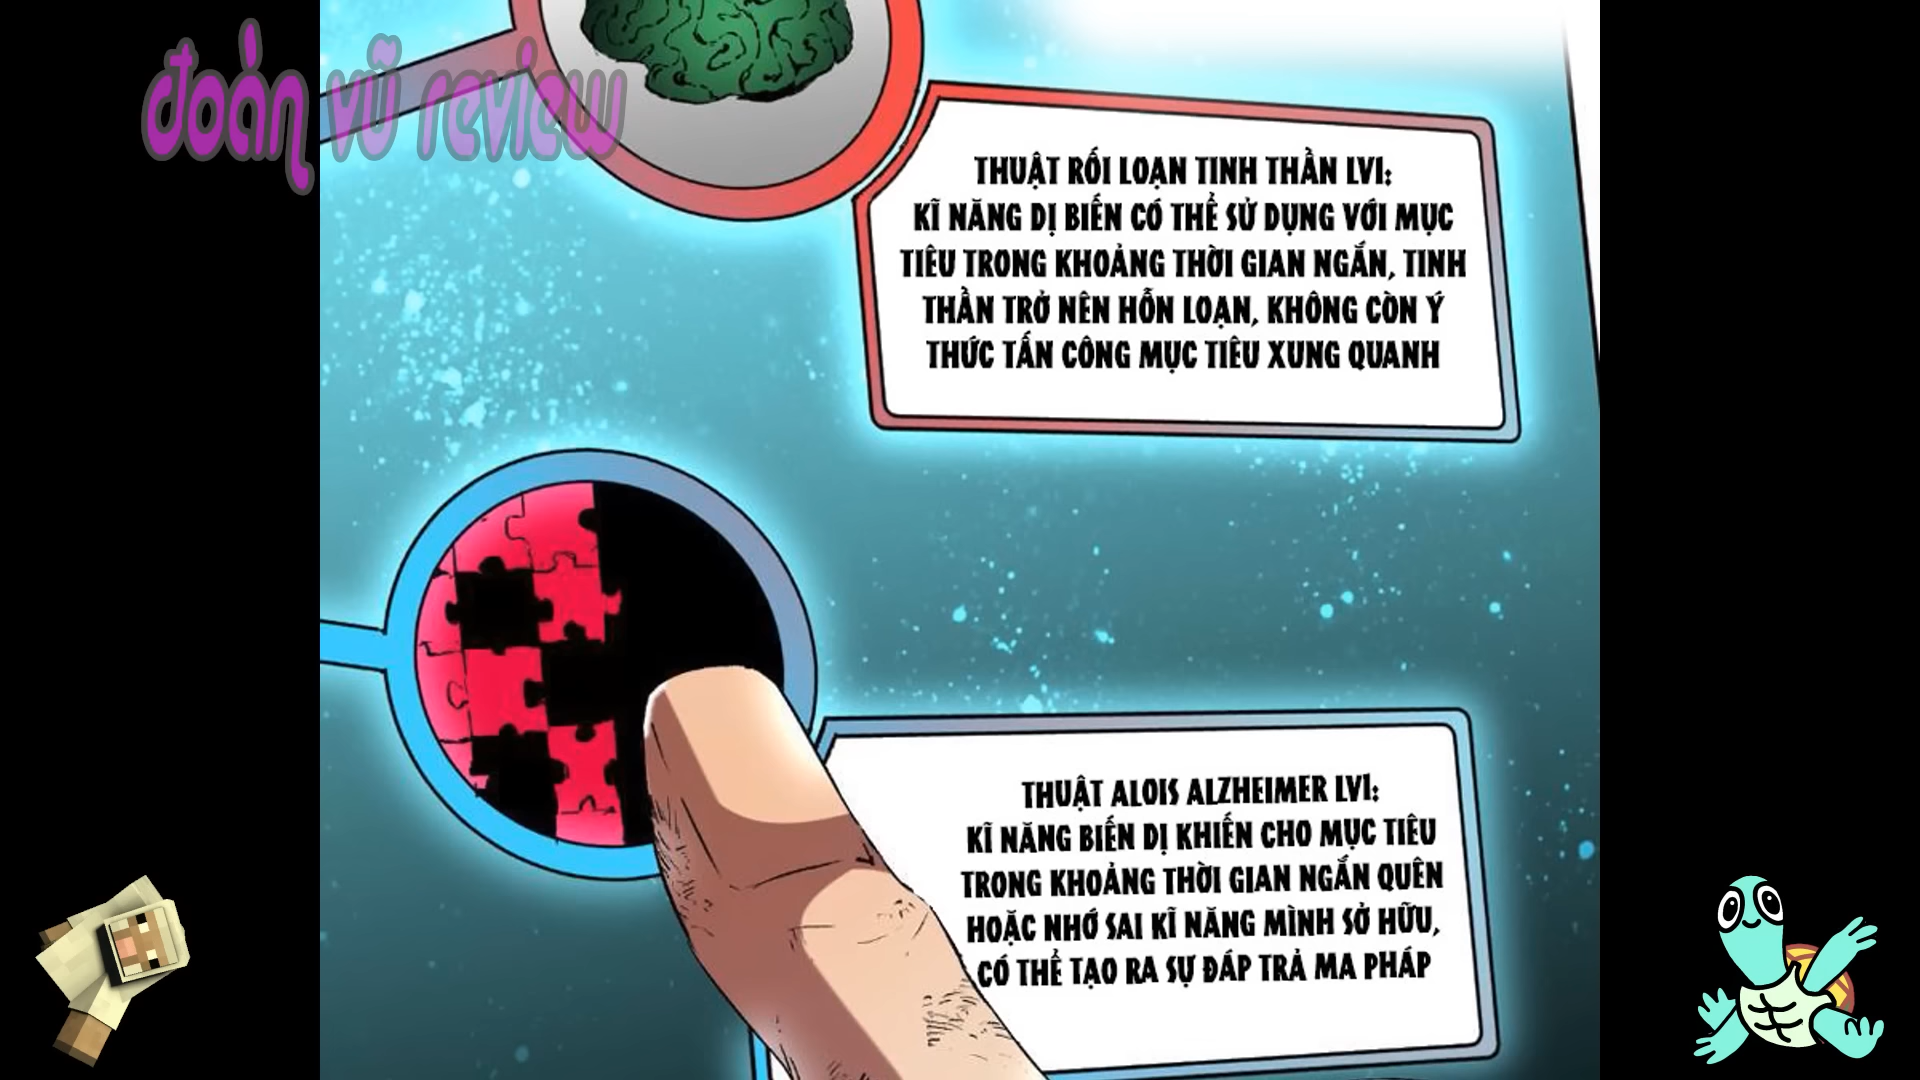 đoán vũ review
THUẬT RỐI LOẠN TINH THẦN LV1:
KĨ NĂNG DỊ BIẾN CÓ THỂ SỬ DỤNG VỚI MỤC
TIÊU TRONG KHOẢNG THỜI GIAN NGẮN, TINH
THẦN TRỞ NÊN HỖN LOẠN, KHÔNG CÒN Ý
THỨC TẤN CÔNG MỤC TIÊU XUNG QUANH
THUẬT ALOIS ALZHEIMER LV1:
KĨ NĂNG BIẾN DỊ KHIẾN CHO MỤC TIÊU
TRONG KHOẢNG THỜI GIAN NGẮN QUÊN
HOẶC NHỚ SAI KĨ NĂNG MÌNH SỞ HỮU,
CÓ THỂ TẠO RA SỰ ĐÁP TRẢ MA PHÁP